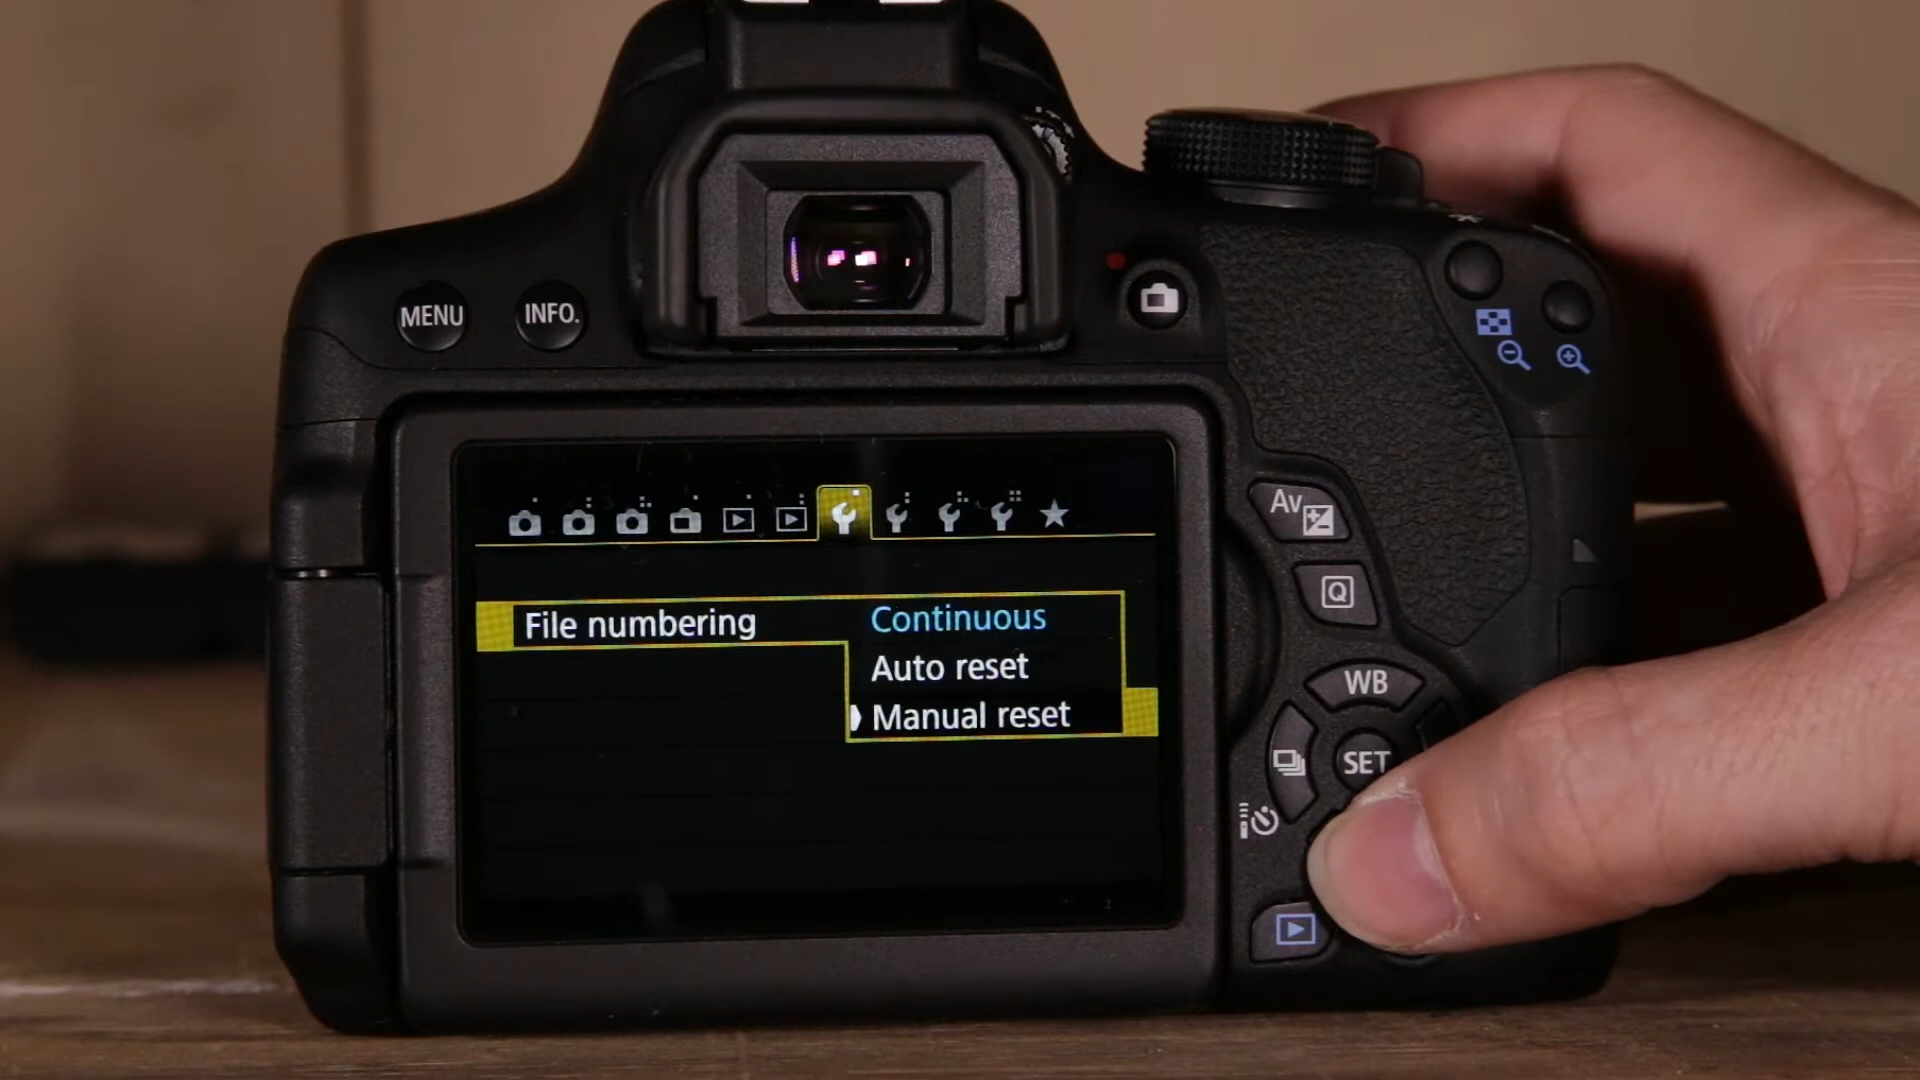 MENU
INFO.
File numbering
Continuous
Auto reset
Manual reset
Av
Q
WB
SET